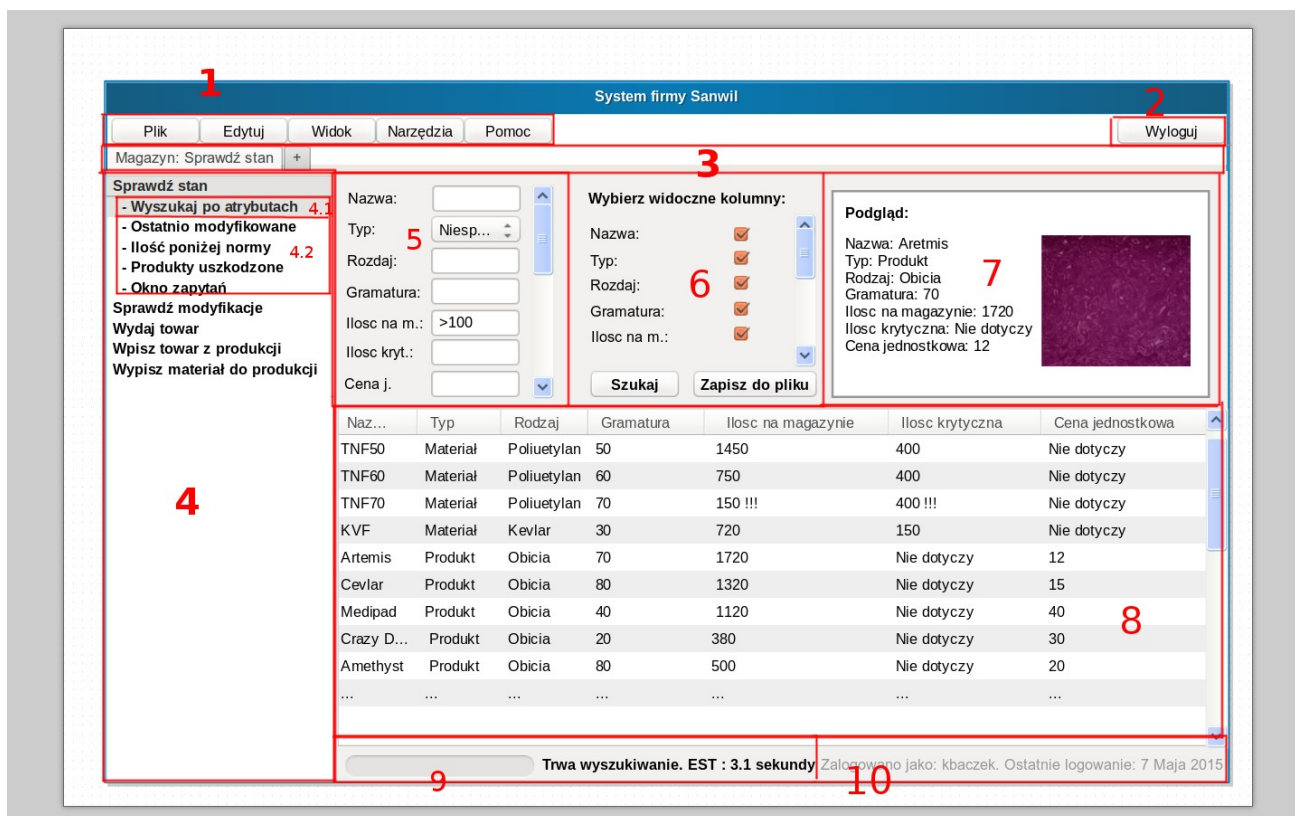 1
System firmy Sanwil
2
Plik Edytuj Widok Narzędzia Pomoc Wyloguj
Magazyn: Sprawdź stan +
3
Sprawdź stan
- Wyszukaj po atrybutach 4.1
- Ostatnio modyfikowane
- Ilość poniżej normy 4.2
- Produkty uszkodzone
- Okno zapytań
Sprawdź modyfikacje
Wydaj towar
Wpisz towar z produkcji
Wypisz materiał do produkcji
4
Nazwa:
Typ: Niesp...
5
Rozdaj:
Gramatura:
Ilosc na m.: >100
Ilosc kryt.:
Cena j.
Wybierz widoczne kolumny:
Nazwa:
Typ:
Rozdaj:
6
Gramatura:
Ilosc na m.:
Szukaj Zapisz do pliku
Podgląd:
Nazwa: Aretmis
Typ: Produkt
7
Rodzaj: Obicia
Gramatura: 70
Ilosc na magazynie: 1720
Ilosc krytyczna: Nie dotyczy
Cena jednostkowa: 12
Naz... Typ Rodzaj Gramatura Ilosc na magazynie Ilosc krytyczna Cena jednostkowa
TNF50 Materiał Poliuetylan 50 1450 400 Nie dotyczy
TNF60 Materiał Poliuetylan 60 750 400 Nie dotyczy
TNF70 Materiał Poliuetylan 70 150 !!! 400 !!! Nie dotyczy
KVF Materiał Kevlar 30 720 150 Nie dotyczy
Artemis Produkt Obicia 70 1720 Nie dotyczy 12
Cevlar Produkt Obicia 80 1320 Nie dotyczy 15
Medipad Produkt Obicia 40 1120 Nie dotyczy 40
8
Crazy D... Produkt Obicia 20 380 Nie dotyczy 30
Amethyst Produkt Obicia 80 500 Nie dotyczy 20
... ... ... ... ... ... ...
9
Trwa wyszukiwanie. EST : 3.1 sekundy
Zalogowano jako: kbaczek. Ostatnie logowanie: 7 Maja 2015
10